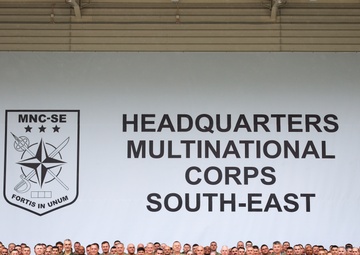 MNC-SE
FORTIS IN UNUM
HEADQUARTERS
MULTINATIONAL
CORPS
SOUTH-EAST